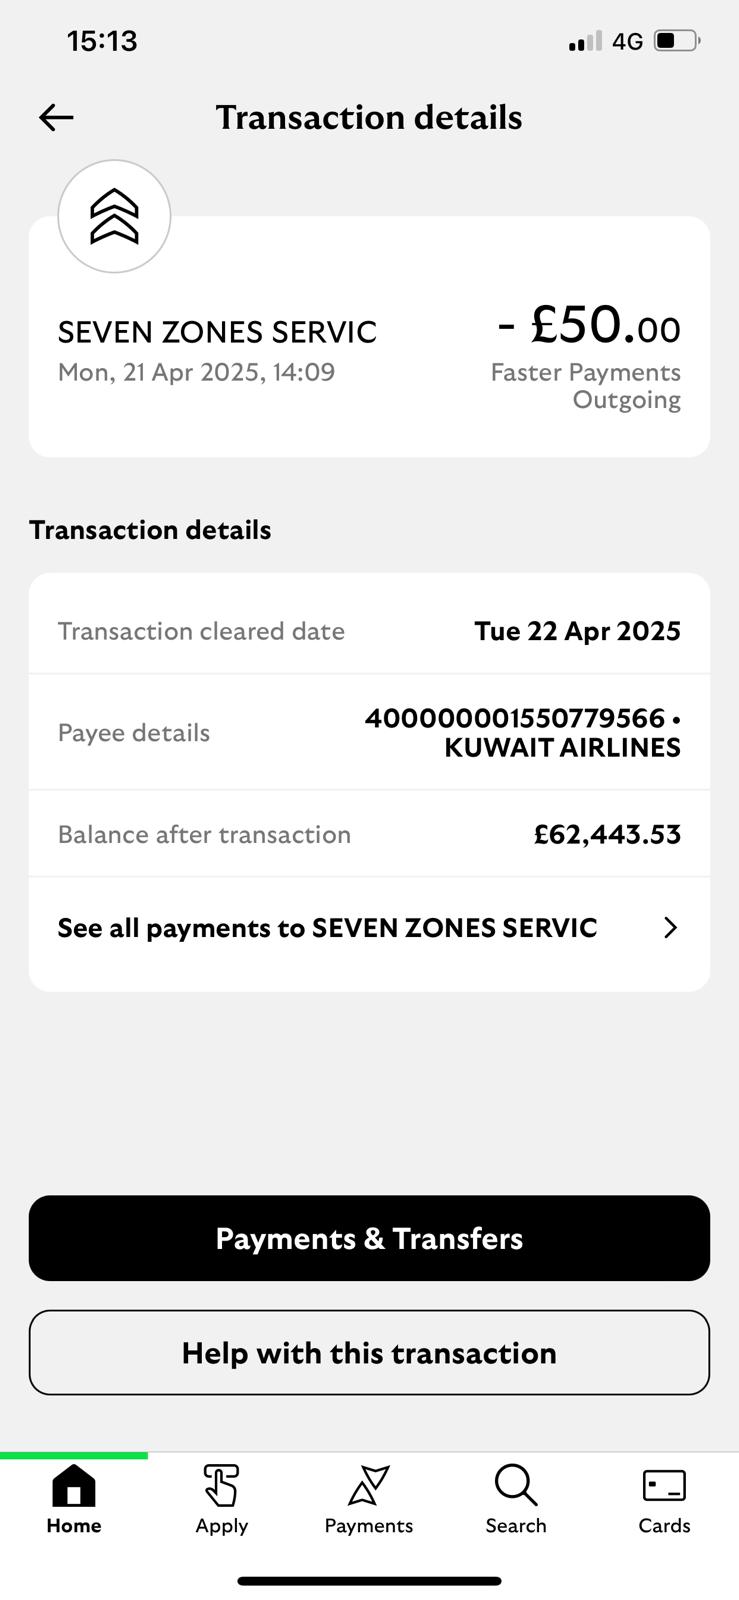 15:13
4G
Transaction details
SEVEN ZONES SERVIC
- £50.00
Mon, 21 Apr 2025, 14:09
Faster Payments
Outgoing
Transaction details
Transaction cleared date
Tue 22 Apr 2025
Payee details
400000001550779566 •
KUWAIT AIRLINES
Balance after transaction
£62,443.53
See all payments to SEVEN ZONES SERVIC
Payments & Transfers
Help with this transaction
Home
Apply
Payments
Search
Cards